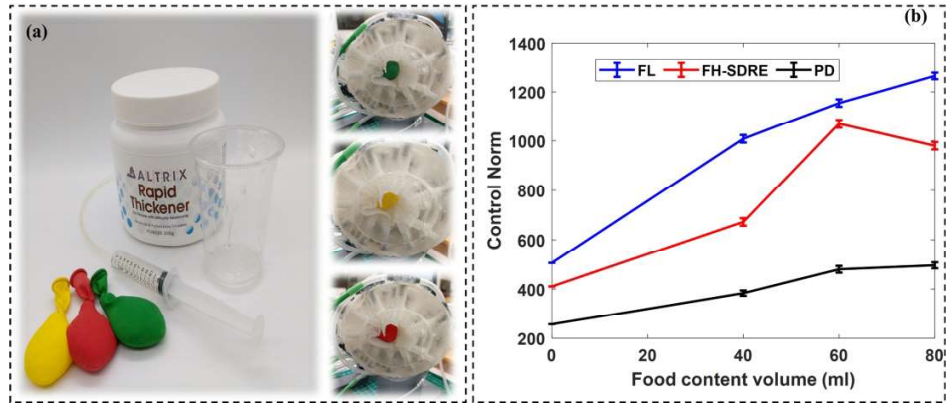 (a)
ALTRIX
Rapid
Thickener
(b)
1400
1200
1000
800
600
400
200
0
20
40
60
80
Control Norm
Food content volume (ml)
FL
FH-SDRE
PD